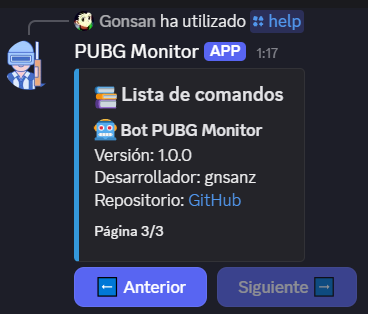 Gonsan ha utilizado help
PUBG Monitor APP 1:17
Lista de comandos
Bot PUBG Monitor
Versión: 1.0.0
Desarrollador: gnsanz
Repositorio: GitHub
Página 3/3
Anterior
Siguiente